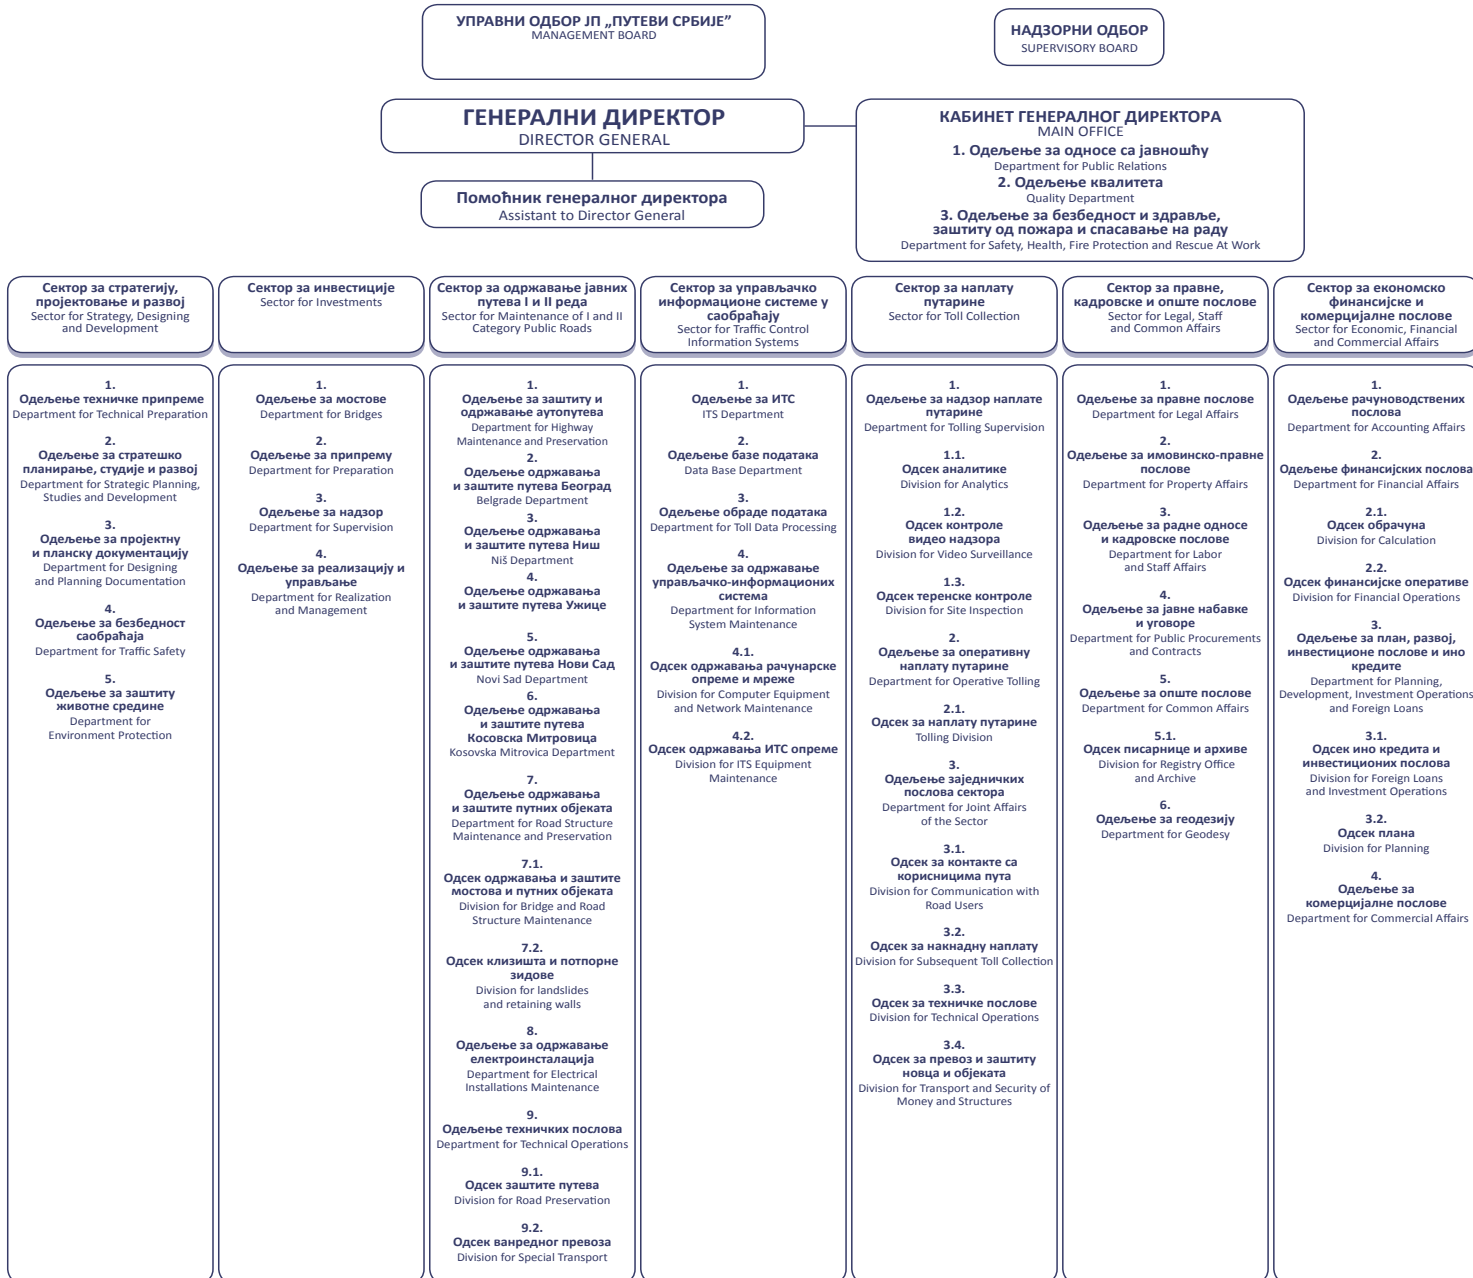 УПРАВНИ ОДБОР ЈП „ПУТЕВИ СРБИЈЕ”
MANAGEMENT BOARD
НАДЗОРНИ ОДБОР
SUPERVISORY BOARD
ГЕНЕРАЛНИ ДИРЕКТОР
DIRECTOR GENERAL
КАБИНЕТ ГЕНЕРАЛНОГ ДИРЕКТОРА
MAIN OFFICE
1. Одељење за односе са јавношћу
Department for Public Relations
2. Одељење квалитета
Quality Department
3. Одељење за безбедност и здравље,
заштиту од пожара и спасавање на раду
Department for Safety, Health, Fire Protection and Rescue At Work
Помоћник генералног директора
Assistant to Director General
Сектор за стратегију,
пројектовање и развој
Sector for Strategy, Designing
and Development
1.
Одељење техничке припреме
Department for Technical Preparation
2.
Одељење за стратешко
планирање, студије и развој
Department for Strategic Planning,
Studies and Development
3.
Одељење за пројектну
и планску документацију
Department for Designing
and Planning Documentation
4.
Одељење за безбедност
саобраћаја
Department for Traffic Safety
5.
Одељење за заштиту
животне средине
Department for
Environment Protection
Сектор за инвестиције
Sector for Investments
1.
Одељење за мостове
Department for Bridges
2.
Одељење за припрему
Department for Preparation
3.
Одељење за надзор
Department for Supervision
4.
Одељење за реализацију и
управљање
Department for Realization
and Management
Сектор за одржавање јавних
путева I и II реда
Sector for Maintenance of I and II
Category Public Roads
1.
Одељење за заштиту и
одржавање аутопутева
Department for Highway
Maintenance and Preservation
2.
Одељење одржавања
и заштите путева Београд
Belgrade Department
3.
Одељење одржавања
и заштите путева Ниш
Niš Department
4.
Одељење одржавања
и заштите путева Ужице
5.
Одељење одржавања
и заштите путева Нови Сад
Novi Sad Department
6.
Одељење одржавања
и заштите путева
Косовска Митровица
Kosovska Mitrovica Department
7.
Одељење одржавања
и заштите путних објеката
Department for Road Structure
Maintenance and Preservation
7.1.
Одсек одржавања и заштите
мостова и путних објеката
Division for Bridge and Road
Structure Maintenance
7.2.
Одсек клизишта и потпорне
зидове
Division for landslides
and retaining walls
8.
Одељење за одржавање
електроинсталација
Department for Electrical
Installations Maintenance
9.
Одељење техничких послова
Department for Technical Operations
9.1.
Одсек заштите путева
Division for Road Preservation
9.2.
Одсек ванредног превоза
Division for Special Transport
Сектор за управљачко
информационе системе у
саобраћају
Sector for Traffic Control
Information Systems
1.
Одељење за ИТС
ITS Department
2.
Одељење базе података
Data Base Department
3.
Одељење обраде података
Department for Toll Data Processing
4.
Одељење за одржавање
управљачко-информационих
система
Department for Information
System Maintenance
4.1.
Одсек одржавања рачунарске
опреме и мреже
Division for Computer Equipment
and Network Maintenance
4.2.
Одсек одржавања ИТС опреме
Division for ITS Equipment
Maintenance
Сектор за наплату
путарине
Sector for Toll Collection
1.
Одељење за надзор наплате
путарине
Department for Tolling Supervision
1.1.
Одсек аналитике
Division for Analytics
1.2.
Одсек контроле
видео надзора
Division for Video Surveillance
1.3.
Одсек теренске контроле
Division for Site Inspection
2.
Одељење за оперативну
наплату путарине
Department for Operative Tolling
2.1.
Одсек за наплату путарине
Tolling Division
3.
Одељење заједничких
послова сектора
Department for Joint Affairs
of the Sector
3.1.
Одсек за контакте са
корисницима пута
Division for Communication with
Road Users
3.2.
Одсек за накнадну наплату
Division for Subsequent Toll Collection
3.3.
Одсек за техничке послове
Division for Technical Operations
3.4.
Одсек за превоз и заштиту
новца и објеката
Division for Transport and Security of
Money and Structures
Сектор за правне,
кадровске и опште послове
Sector for Legal, Staff
and Common Affairs
1.
Одељење за правне послове
Department for Legal Affairs
2.
Одељење за имовинско-правне
послове
Department for Property Affairs
3.
Одељење за радне односе
и кадровске послове
Department for Labor
and Staff Affairs
4.
Одељење за јавне набавке
и уговоре
Department for Public Procurements
and Contracts
5.
Одељење за опште послове
Department for Common Affairs
5.1.
Одсек писарнице и архиве
Division for Registry Office
and Archive
6.
Одељење за геодезију
Department for Geodesy
Сектор за економско
финансијске и
комерцијалне послове
Sector for Economic, Financial
and Commercial Affairs
1.
Одељење рачуноводствених
послова
Department for Accounting Affairs
2.
Одељење финансијских послова
Department for Financial Affairs
2.1.
Одсек обрачуна
Division for Calculation
2.2.
Одсек финансијске оперативе
Division for Financial Operations
3.
Одељење за план, развој,
инвестиционе послове и ино
кредите
Department for Planning,
Development, Investment Operations
and Foreign Loans
3.1.
Одсек ино кредита и
инвестиционих послова
Division for Foreign Loans
and Investment Operations
3.2.
Одсек плана
Division for Planning
4.
Одељење за
комерцијалне послове
Department for Commercial Affairs